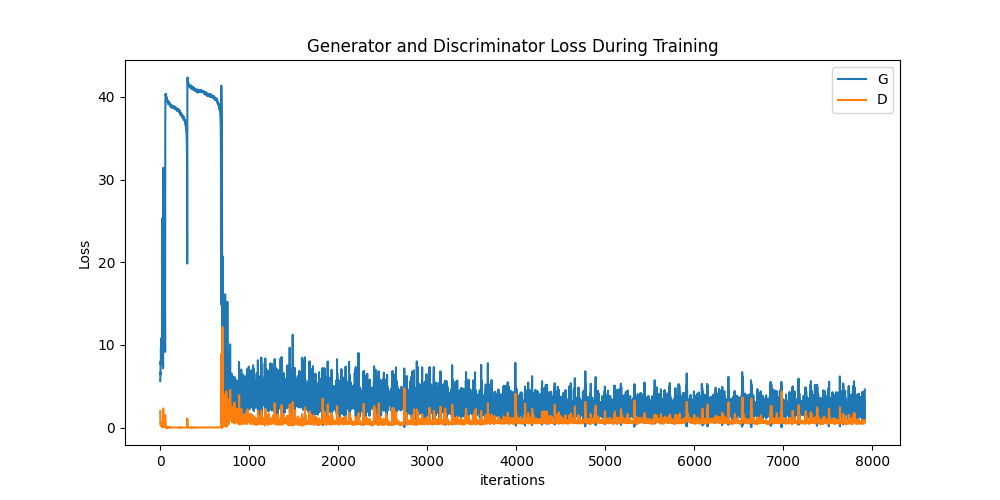 Generator and Discriminator Loss During Training
G
D
Loss
40
30
20
10
0
0 1000 2000 3000 4000 5000 6000 7000 8000
iterations